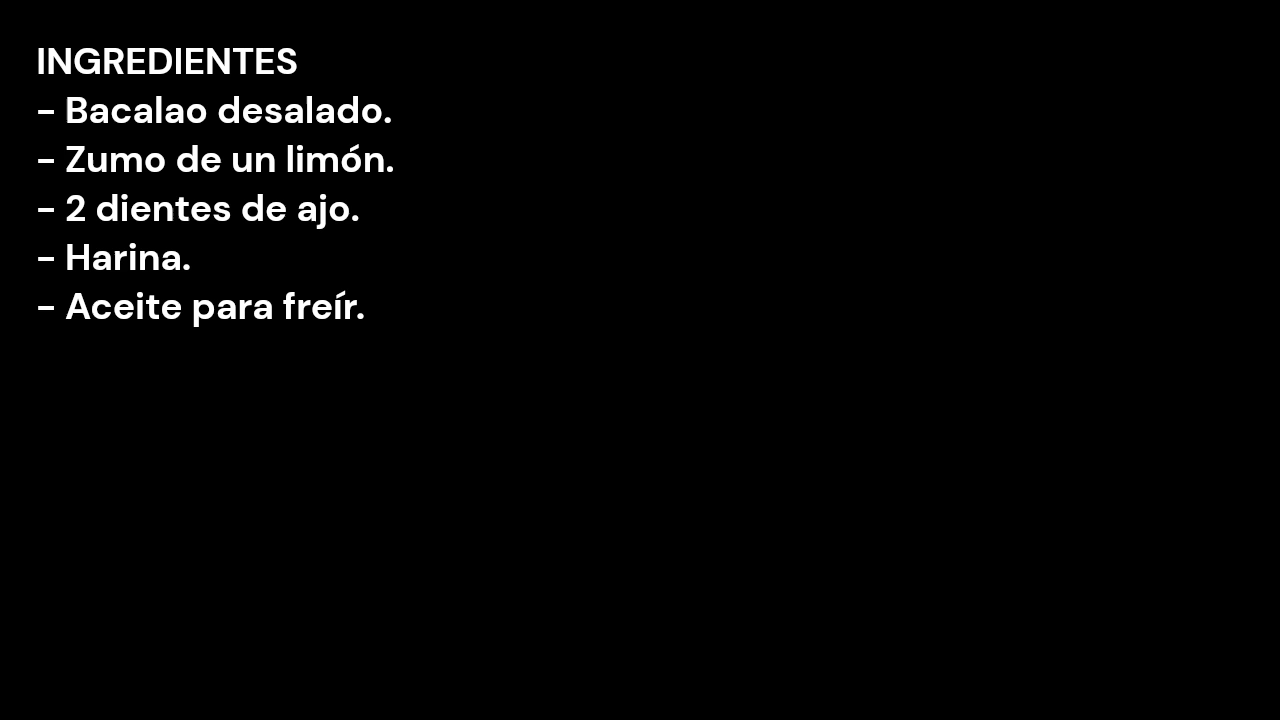 INGREDIENTES
- Bacalao desalado.
- Zumo de un limón.
- 2 dientes de ajo.
- Harina.
- Aceite para freír.